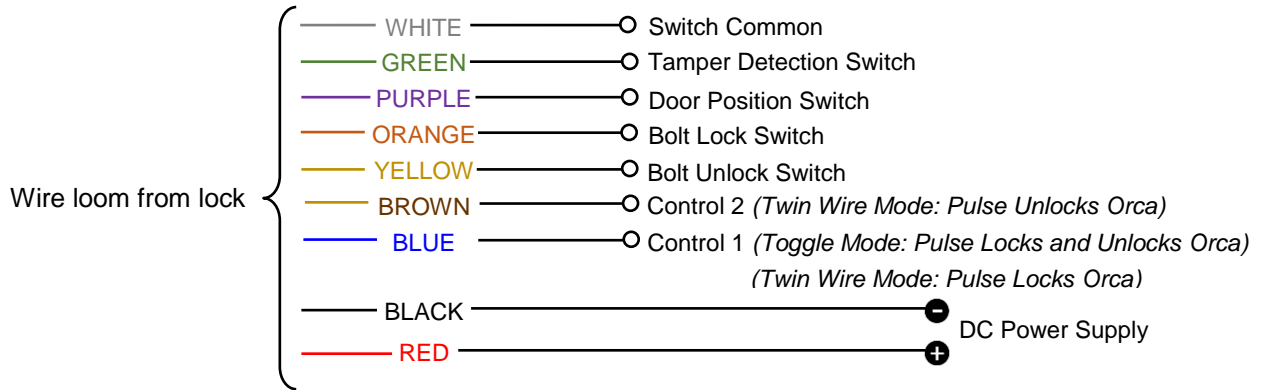 WHITE Switch Common
GREEN Tamper Detection Switch
PURPLE Door Position Switch
ORANGE Bolt Lock Switch
YELLOW Bolt Unlock Switch
Wire loom from lock
BROWN Control 2 (Twin Wire Mode: Pulse Unlocks Orca)
BLUE Control 1 (Toggle Mode: Pulse Locks and Unlocks Orca)
(Twin Wire Mode: Pulse Locks Orca)
BLACK -
DC Power Supply
RED +